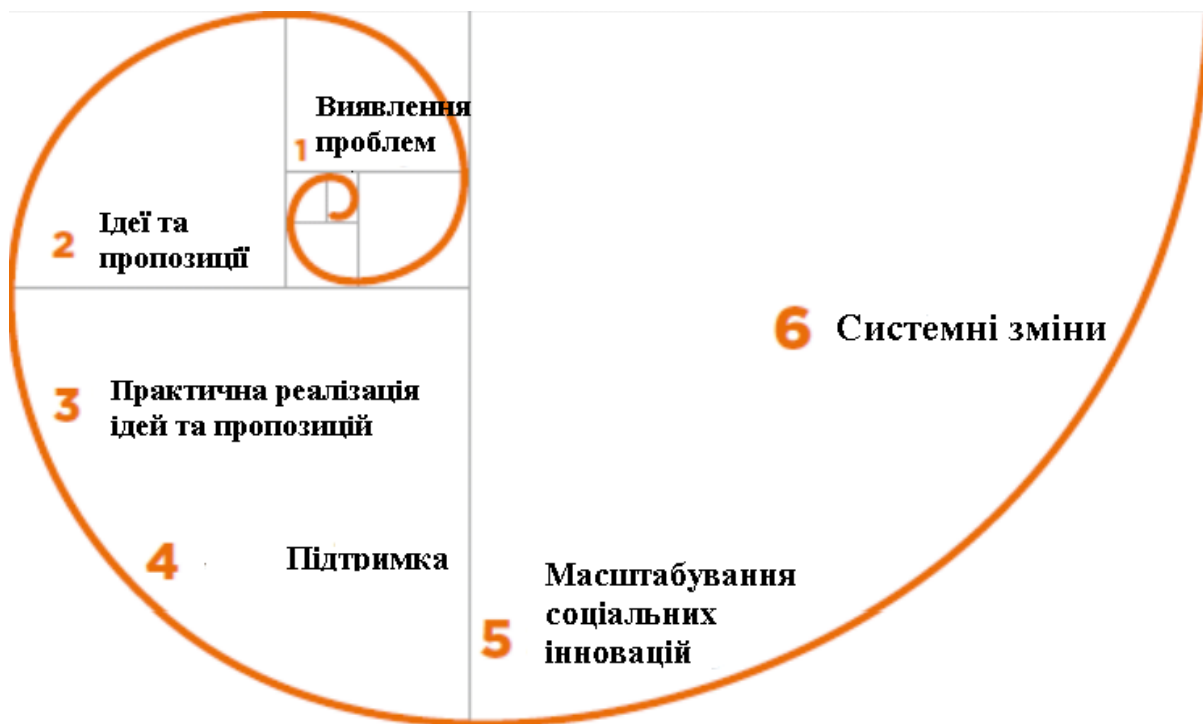 1 Виявлення
проблем
2 Ідеї та
пропозиції
3 Практична реалізація
ідей та пропозицій
4 Підтримка
5 Масштабування
соціальних
інновацій
6 Системні зміни